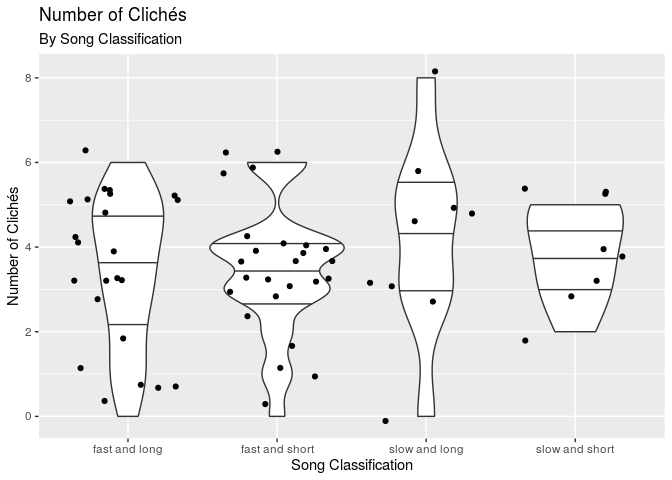 Number of Clichés
By Song Classification
Number of Clichés
8
6
4
2
0
fast and long
fast and short
slow and long
slow and short
Song Classification